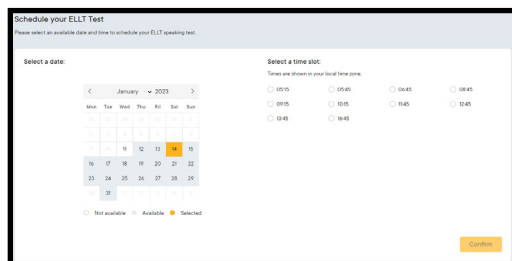 Schedule your ELLT Test
Please select an available date and time to schedule your ELLT speaking test.
Select a date:
January 2023
Mon Tue Wed Thu Fri Sat Sun
11 12 13 14 15
16 17 18 19 20 21 22
23 24 25 26 27 28 29
31
Not available Available Selected
Select a time slot:
Times are shown in your local time zone.
05:15 05:45 06:45 08:45
09:15 10:15 11:45 12:45
13:45 16:45
Confirm